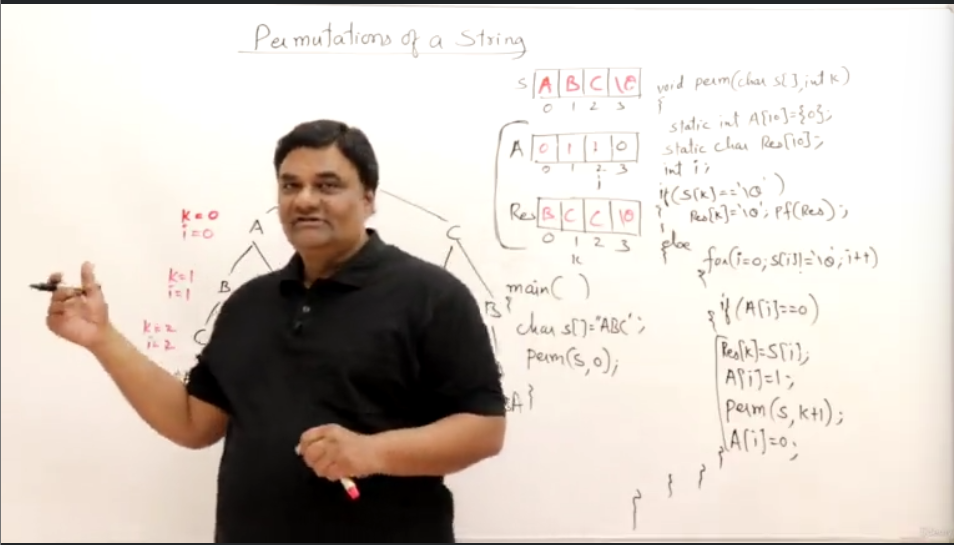 Permutations of a String
S A B C \0
0 1 2 3
A 0 1 1 0
0 1 2 3
i
Res B C C \0
0 1 2 3
k
k=0
i=0
A
C
k=1
i=1
B
B
k=2
i=2
C
BA
main( )
{
char s[]="ABC";
perm(s,0);
}
void perm(char s[],int k)
{
static int A[10]={0};
static char Res[10];
int i;
if(s[k]=='\0')
{
Res[k]='\0'; pf(Res);
}
else
{
for(i=0;s[i]!='\0';i++)
{ if(A[i]==0)
Res[k]=S[i];
A[i]=1;
perm(s,k+1);
A[i]=0;
}
}
}
}